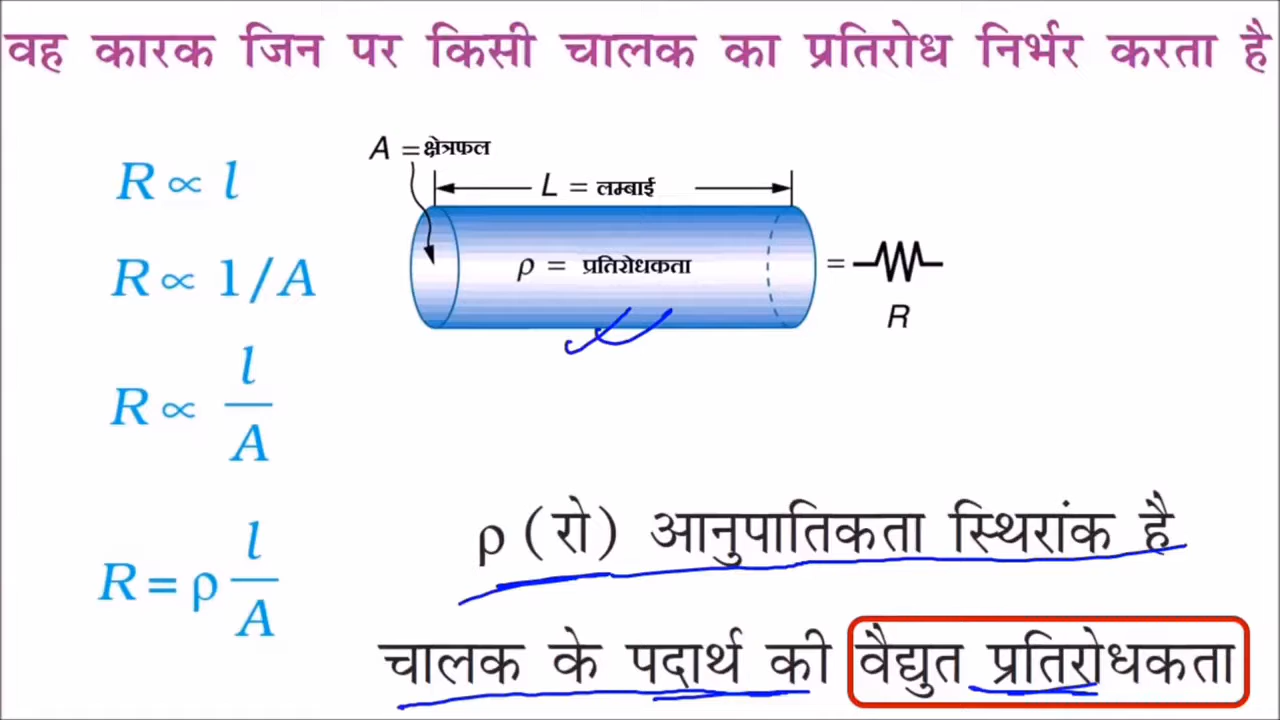 वह कारक जिन पर किसी चालक का प्रतिरोध निर्भर करता है
R ∝ l
R ∝ 1/A
R ∝ l/A
R = ρ l/A
A = क्षेत्रफल
L = लम्बाई
ρ = प्रतिरोधकता
=
R
ρ (रो) आनुपातिकता स्थिरांक है
चालक के पदार्थ की वैद्युत प्रतिरोधकता